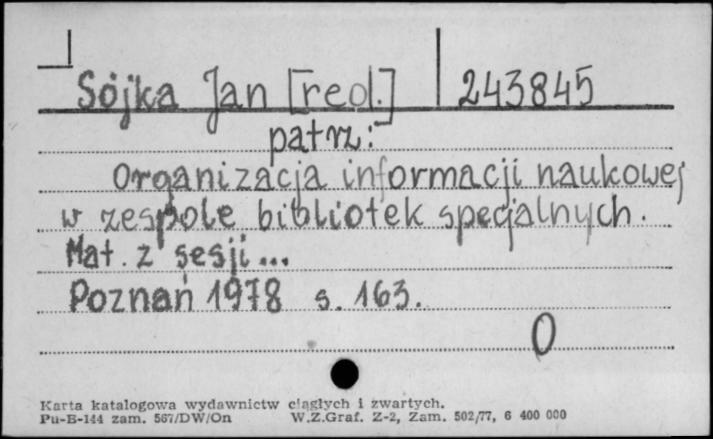 Sójka Jan [red.] 243845
patrz:
Organizacja informacji naukowej
w zespole bibliotek specjalnych.
Mat. z sesji...
Poznań 1978 s. 163.
O
Karta katalogowa wydawnictw ciągłych i zwartych.
Pu-B-144 zam. 567/DW/On W.Z.Graf. Z-2, Zam. 502/77, 6 400 000